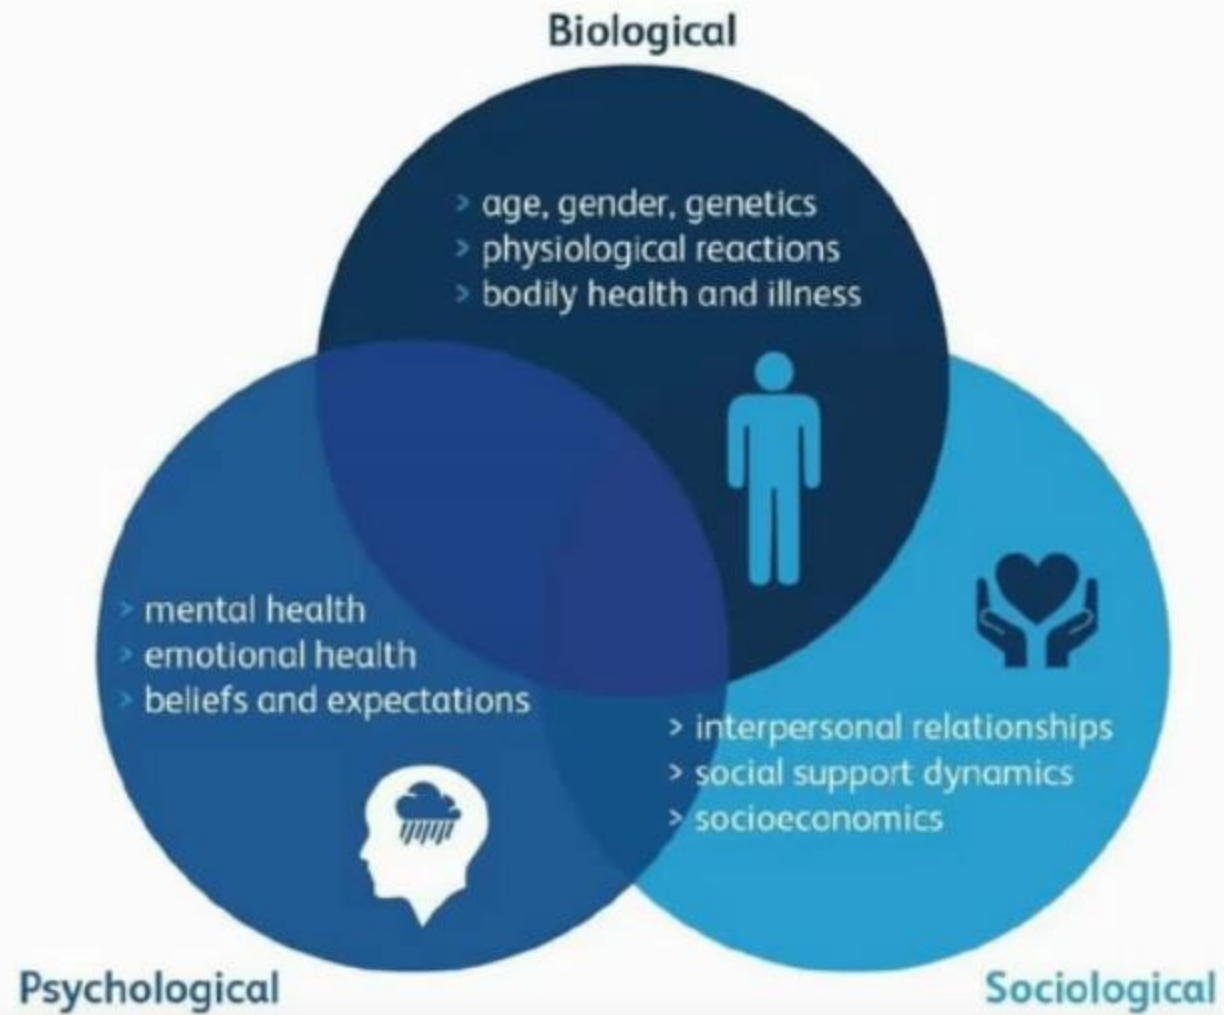 Biological
> age, gender, genetics
> physiological reactions
> bodily health and illness
> mental health
> emotional health
> beliefs and expectations
> interpersonal relationships
> social support dynamics
> socioeconomics
Psychological
Sociological